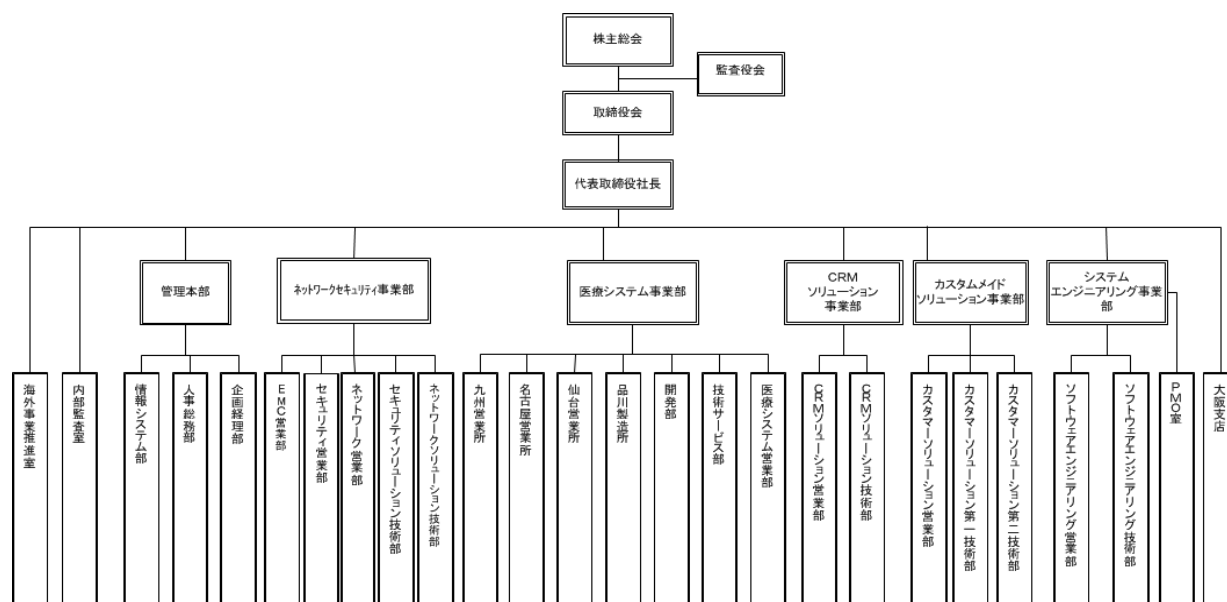 株主総会
監査役会
取締役会
代表取締役社長
管理本部
ネットワークセキュリティ事業部
医療システム事業部
CRM
ソリューション
事業部
カスタムメイド
ソリューション事業部
システム
エンジニアリング事業
部
海外事業推進室
内部監査室
情報システム部
人事総務部
企画経理部
EMC営業部
セキュリティ営業部
ネットワーク営業部
セキュリティソリューション技術部
ネットワークソリューション技術部
九州営業所
名古屋営業所
仙台営業所
品川製造所
開発部
技術サービス部
医療システム営業部
CRMソリューション営業部
CRMソリューション技術部
カスタマーソリューション営業部
カスタマーソリューション第一技術部
カスタマーソリューション第二技術部
ソフトウェアエンジニアリング営業部
ソフトウェアエンジニアリング技術部
PMO室
大阪支店